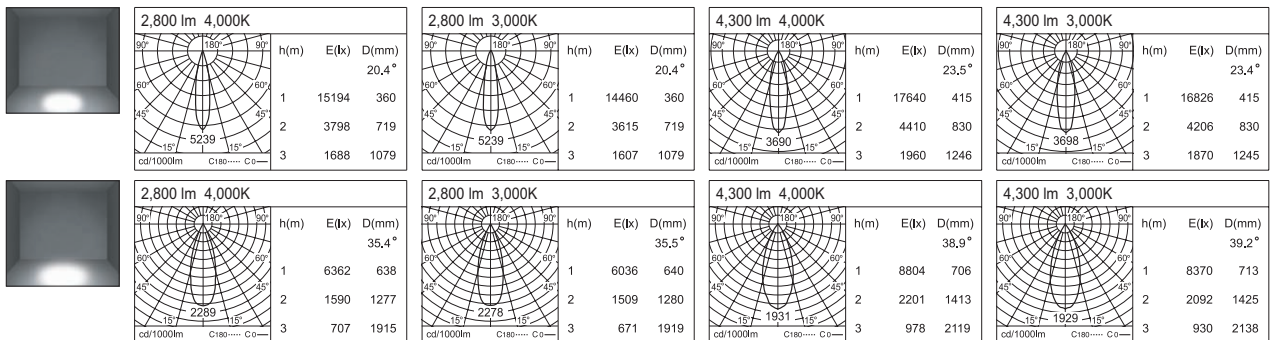 2,800 lm 4,000K
90° 180° 90°
60°
45°
15° 15°
5239
cd/1000lm C180 ····· C0 —
h(m) E(lx) D(mm)
20.4°
1 15194 360
2 3798 719
3 1688 1079
2,800 lm 3,000K
90° 180° 90°
60° 60°
45° 45°
15° 15°
5239
cd/1000lm C180 ····· C0 —
h(m) E(lx) D(mm)
20.4°
1 14460 360
2 3615 719
3 1607 1079
4,300 lm 4,000K
90° 180° 90°
60° 60°
45° 45°
15° 15°
3690
cd/1000lm C180 ····· C0 —
h(m) E(lx) D(mm)
23.5°
1 17640 415
2 4410 830
3 1960 1246
4,300 lm 3,000K
90° 180° 90°
60° 60°
45° 45°
15° 15°
3698
cd/1000lm C180 ····· C0 —
h(m) E(lx) D(mm)
23.4°
1 16826 415
2 4206 830
3 1870 1245
2,800 lm 4,000K
90° 180° 90°
60° 60°
45° 45°
15° 15°
2289
cd/1000lm C180 ····· C0 —
h(m) E(lx) D(mm)
35.4°
1 6362 638
2 1590 1277
3 707 1915
2,800 lm 3,000K
90° 180° 90°
60° 60°
45° 45°
15° 15°
2278
cd/1000lm C180 ····· C0 —
h(m) E(lx) D(mm)
35.5°
1 6036 640
2 1509 1280
3 671 1919
4,300 lm 4,000K
90° 180° 90°
60° 60°
45° 45°
15° 15°
1931
cd/1000lm C180 ····· C0 —
h(m) E(lx) D(mm)
38.9°
1 8804 706
2 2201 1413
3 978 2119
4,300 lm 3,000K
90° 180° 90°
60° 60°
45° 45°
15° 15°
1929
cd/1000lm C180 ····· C0 —
h(m) E(lx) D(mm)
39.2°
1 8370 713
2 2092 1425
3 930 2138